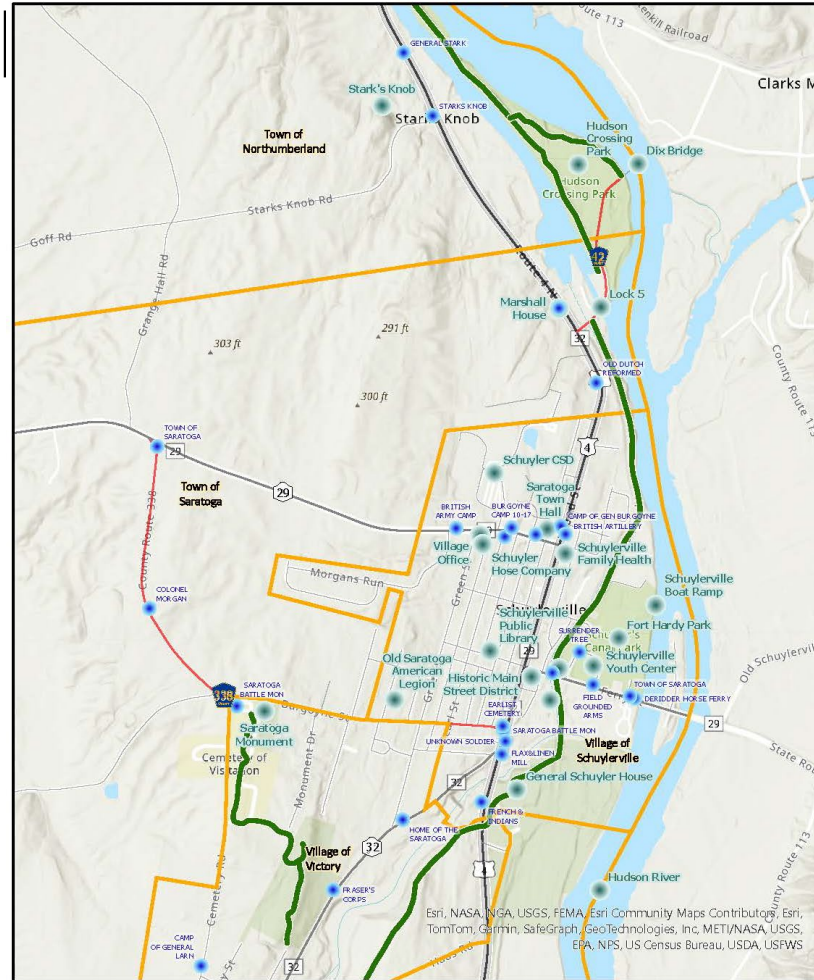 GENERAL STARK
Route 113
enkill Railroad
Clarks M
Stark's Knob
STARKS KNOB
Stark Knob
Town of
Northumberland
Hudson
Crossing
Park
Dix Bridge
Hudson
Crossing Park
Starks Knob Rd
Goff Rd
Grange Hall Rd
Route 4 N
42
Lock 5
Marshall
House
32
291 ft
303 ft
300 ft
OLD DUTCH
REFORMED
County Route 113
TOWN OF
SARATOGA
29
4
Schuyler CSD
Town of
Saratoga
29
Saratoga
Town
Hall
BRITISH
ARMY CAMP
BURGOYNE
CAMP 10-17
CAMP OF GEN BURGOYNE
BRITISH ARTILLERY
Village
Office
Schuyler
Hose Company
Schuylerville
Family Health
County Route 338
Morgans Run
Green S
COLONEL
MORGAN
Schuylerville
Boat Ramp
Schuylerville
Public
Library
Fort Hardy Park
SURRENDER
TREE
29
Old Saratoga
American
Legion
Historic Main
Street District
Schuylerville
Youth Center
Old Schuylerv
338
SARATOGA
BATTLE MON
Burgoyne St
Saratoga
Monument
EARLIST
CEMETERY
FIELD
GROUNDED
ARMS
TOWN OF SARATOGA
DERIDDER HORSE FERRY
29
State Ro
SARATOGA BATTLE MON
UNKNOWN SOLDIER
FLAX&LINEN
MILL
Village of
Schuylerville
Cemetery of
Visitation
Monument Dr
32
General Schuyler House
FRENCH &
INDIANS
HOME OF THE
SARATOGA
32
Village of
Victory
4
Cemetery Rd
FRASER'S
CORPS
Hudson River
County Route 113
CAMP
OF GENERAL
LARN
32
Haas Rd
Esri, NASA, NGA, USGS, FEMA, Esri Community Maps Contributors, Esri,
TomTom, Garmin, SafeGraph, GeoTechnologies, Inc, METI/NASA, USGS,
EPA, NPS, US Census Bureau, USDA, USFWS